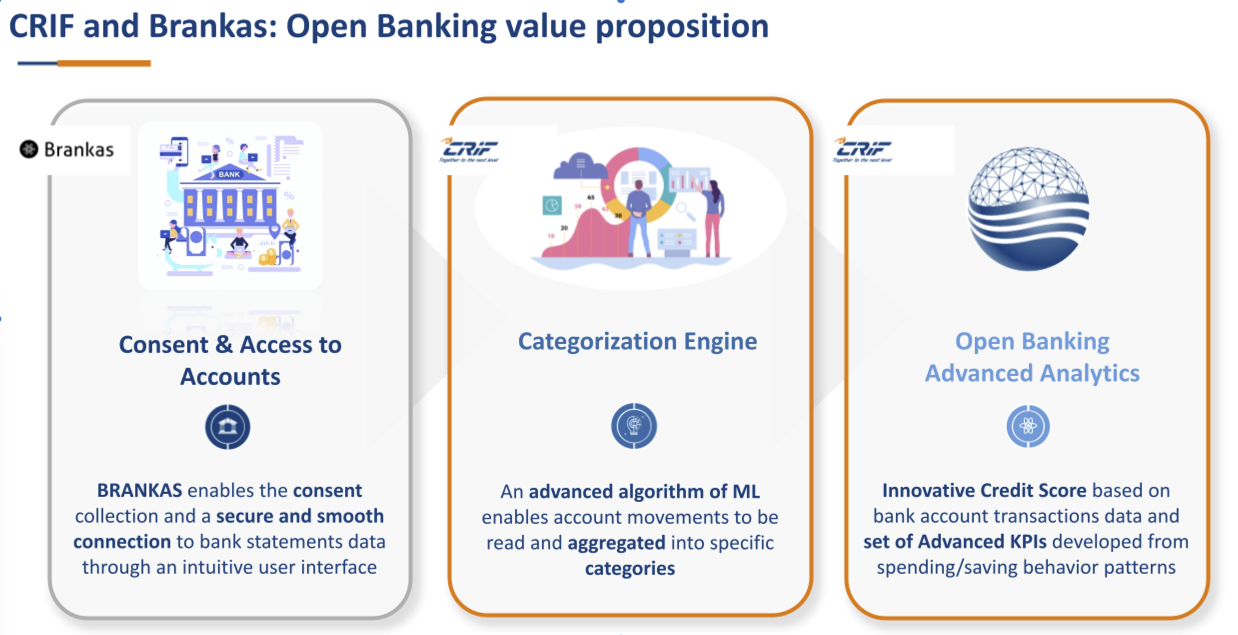 CRIF and Brankas: Open Banking value proposition
Brankas
BANK
Consent & Access to
Accounts
BRANKAS enables the consent
collection and a secure and smooth
connection to bank statements data
through an intuitive user interface
CRIF
Together to the next level
65
50
30
30
10
Categorization Engine
An advanced algorithm of ML
enables account movements to be
read and aggregated into specific
categories
CRIF
Together to the next level
Open Banking
Advanced Analytics
Innovative Credit Score based on
bank account transactions data and
set of Advanced KPIs developed from
spending/saving behavior patterns